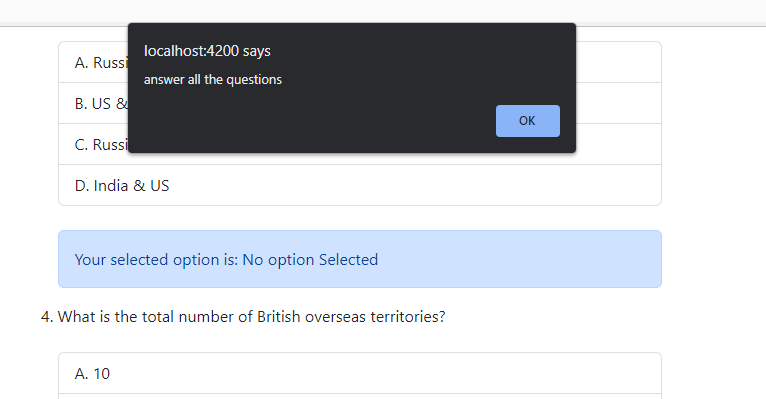 localhost:4200 says
answer all the questions
OK
A. Russi
B. US &
C. Russi
D. India & US
Your selected option is: No option Selected
4. What is the total number of British overseas territories?
A. 10